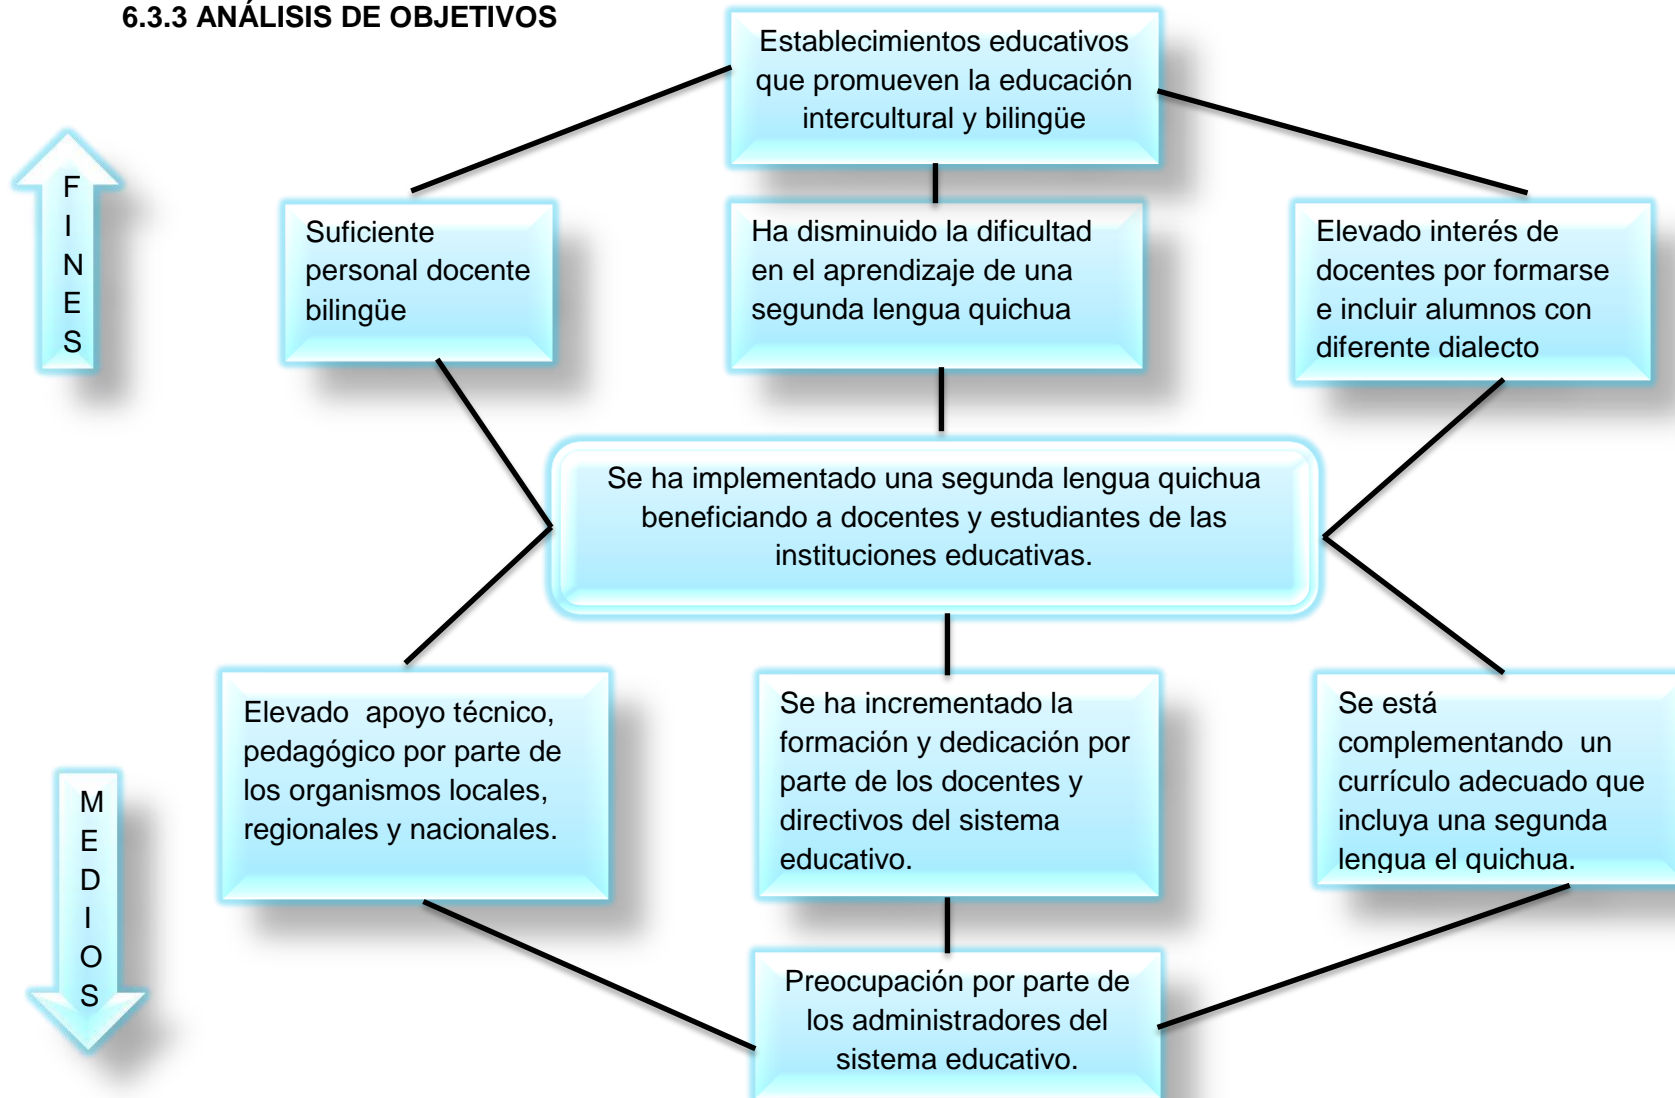 6.3.3 ANÁLISIS DE OBJETIVOS
Establecimientos educativos
que promueven la educación
intercultural y bilingüe
F
I
N
E
S
Suficiente
personal docente
bilingüe
Ha disminuido la dificultad
en el aprendizaje de una
segunda lengua quichua
Elevado interés de
docentes por formarse
e incluir alumnos con
diferente dialecto
Se ha implementado una segunda lengua quichua
beneficiando a docentes y estudiantes de las
instituciones educativas.
M
E
D
I
O
S
Elevado  apoyo técnico,
pedagógico por parte de
los organismos locales,
regionales y nacionales.
Se ha incrementado la
formación y dedicación por
parte de los docentes y
directivos del sistema
educativo.
Se está
complementando  un
currículo adecuado que
incluya una segunda
lengua el quichua.
Preocupación por parte de
los administradores del
sistema educativo.